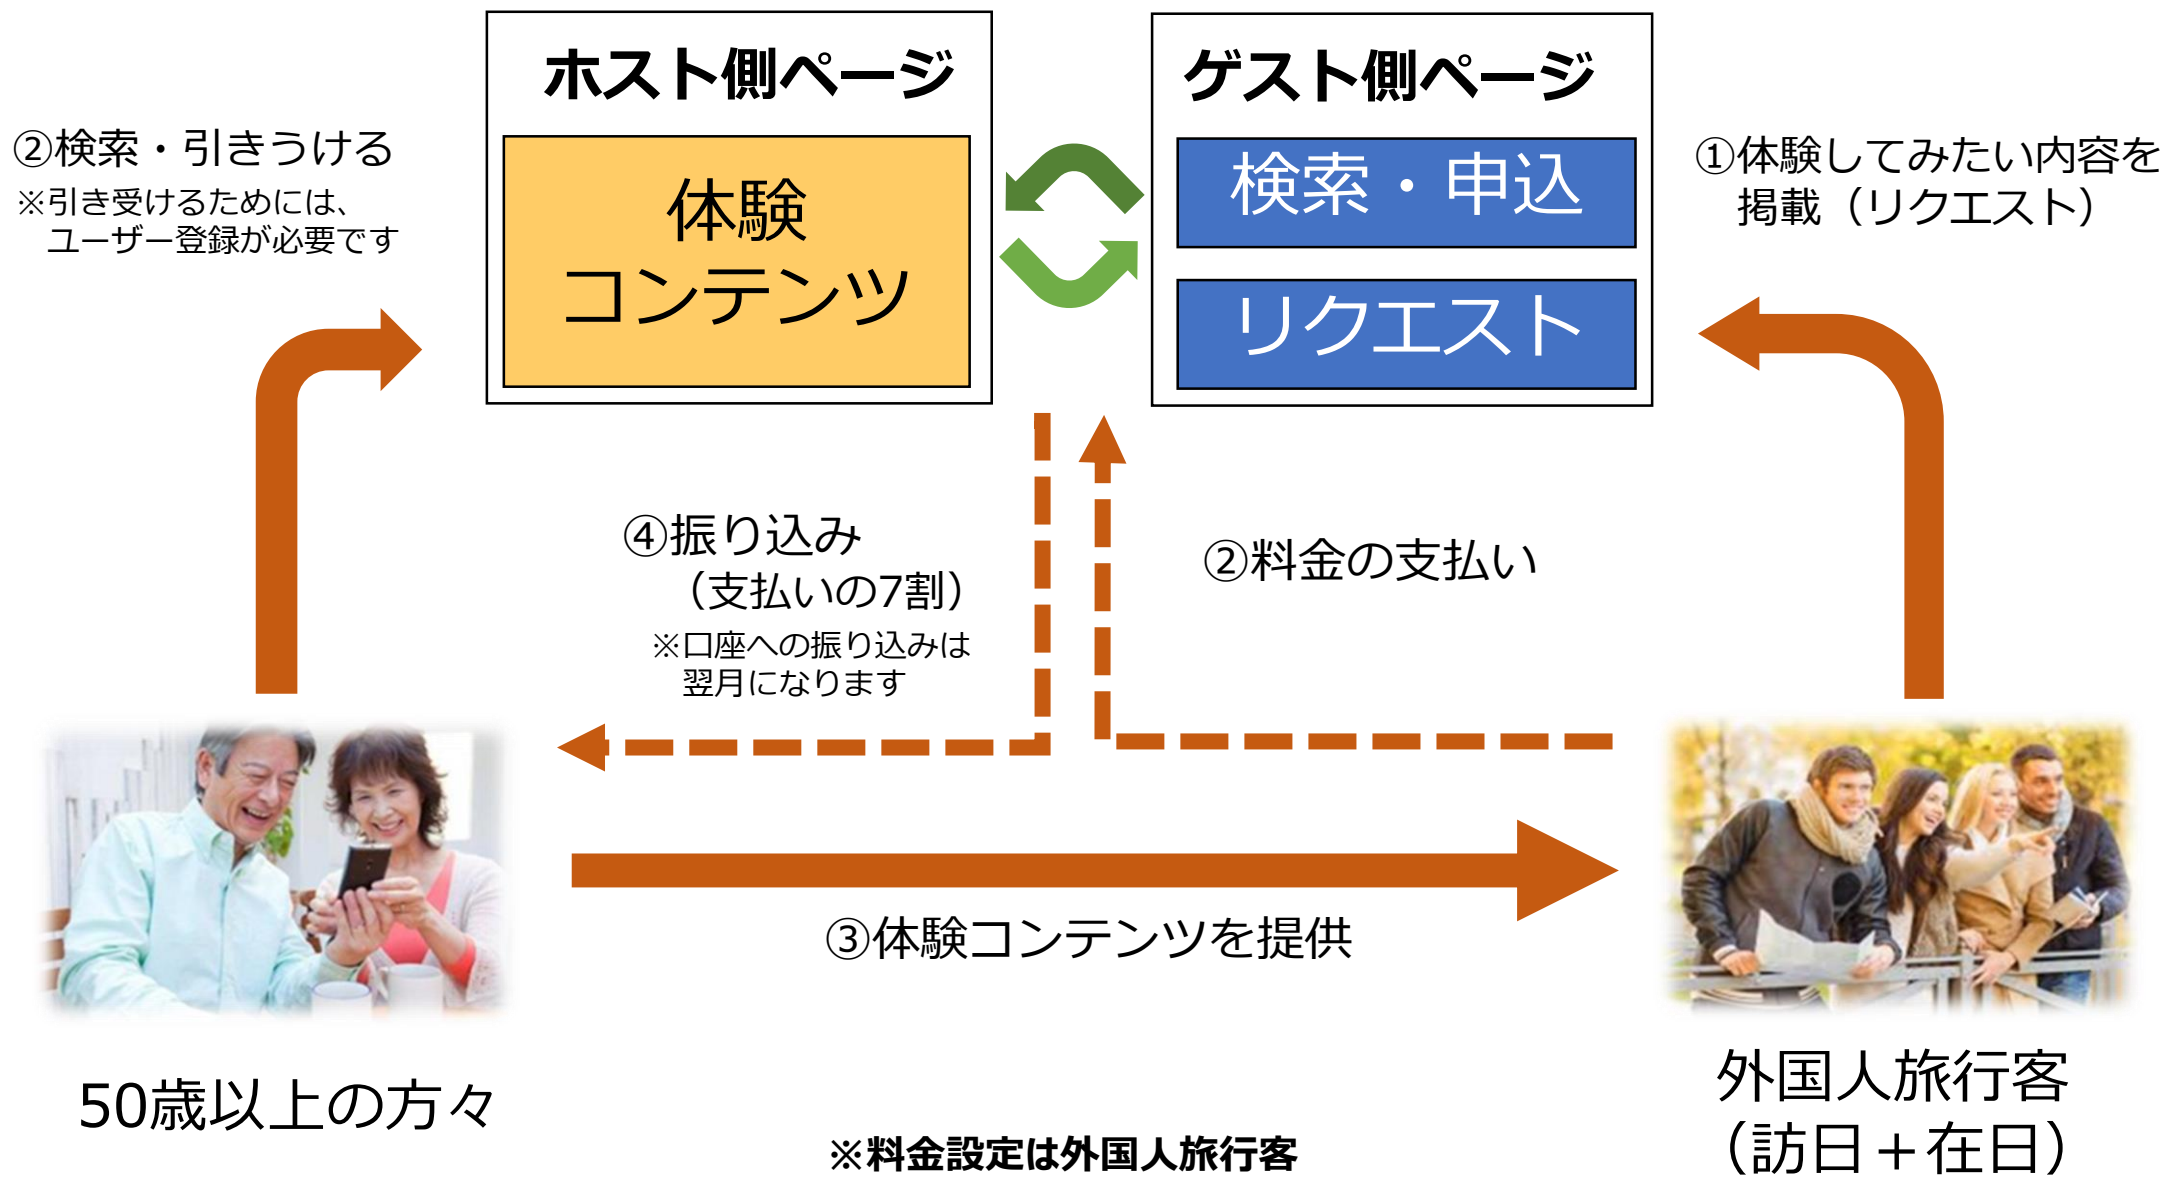 ホスト側ページ
体験
コンテンツ
ゲスト側ページ
検索・申込
リクエスト
②検索・引きうける
※引き受けるためには、
ユーザー登録が必要です
①体験してみたい内容を
掲載（リクエスト）
④振り込み
（支払いの7割）
※口座への振り込みは
翌月になります
②料金の支払い
③体験コンテンツを提供
50歳以上の方々
外国人旅行客
（訪日＋在日）
※料金設定は外国人旅行客